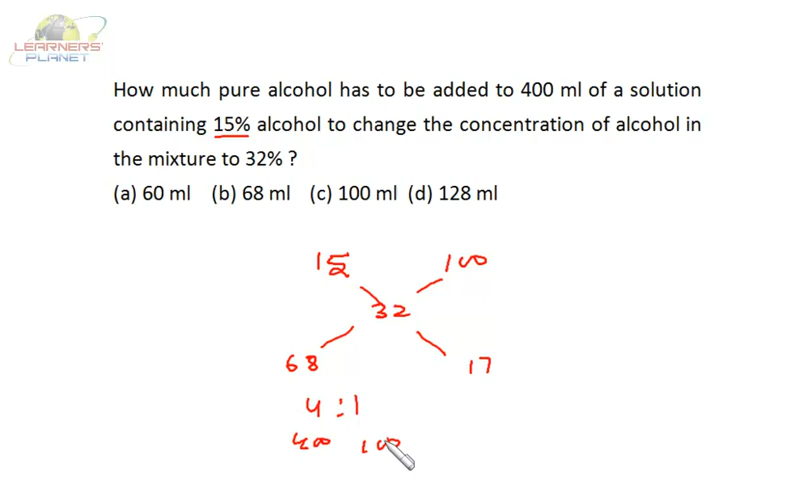 LEARNERS'
PLANET
How much pure alcohol has to be added to 400 ml of a solution
containing 15% alcohol to change the concentration of alcohol in
the mixture to 32% ?
(a) 60 ml (b) 68 ml (c) 100 ml (d) 128 ml
15 100
32
68 17
4 : 1
400 100